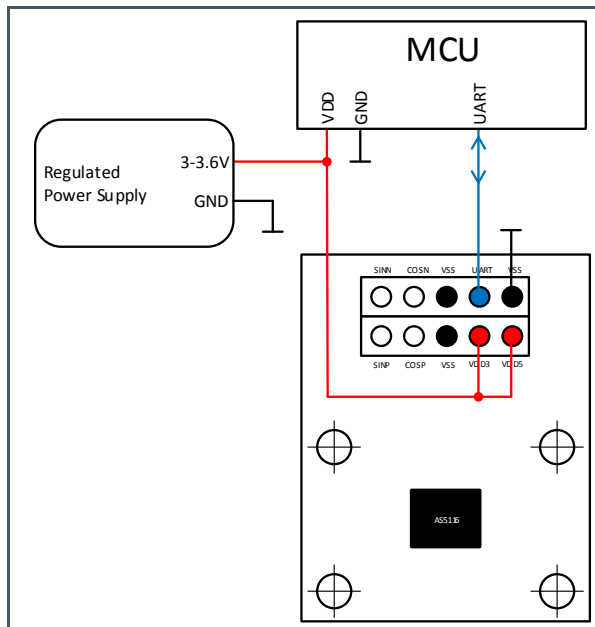 MCU
VDD
GND
UART
Regulated
Power Supply
3-3.6V
GND
SINN COSN VSS UART VSS
SINP COSP VSS VDD3 VDD5
AS5116